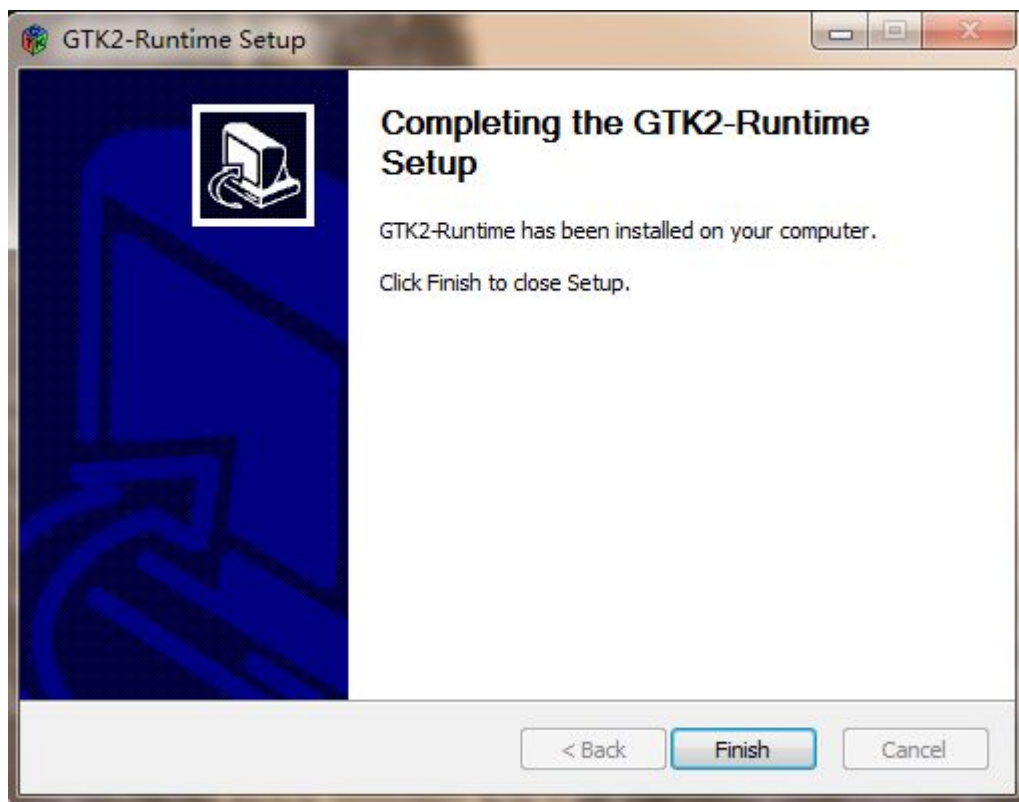 GTK2-Runtime Setup
Completing the GTK2-Runtime
Setup
GTK2-Runtime has been installed on your computer.
Click Finish to close Setup.
< Back
Finish
Cancel